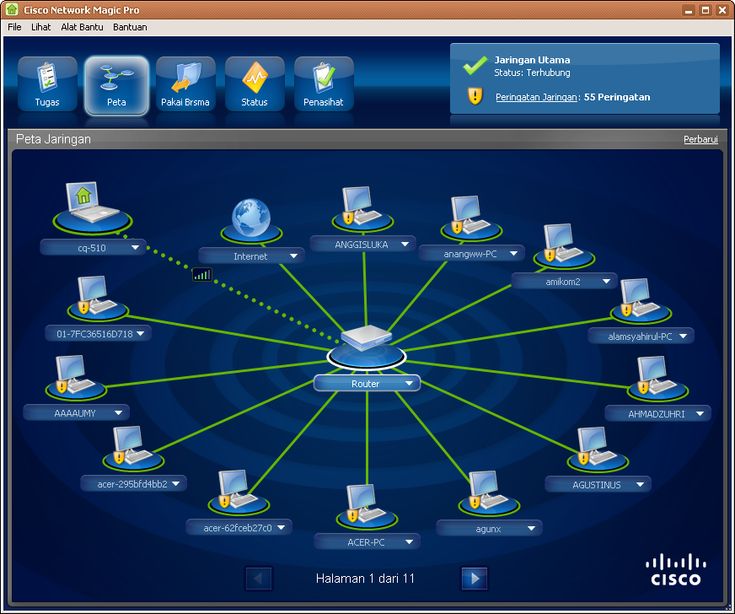 Cisco Network Magic Pro
File Lihat Alat Bantu Bantuan
Tugas
Peta
Pakai Brsma
Status
Penasihat
Jaringan Utama
Status: Terhubung
Peringatan Jaringan: 55 Peringatan
Peta Jaringan
Perbarui
cq-510
Internet
ANGGISLUKA
anangww-PC
amikom2
01-7FC36516D718
alamsyahirul-PC
Router
AAAAUMY
AHMADZUHRI
acer-295bfd4bb2
AGUSTINUS
acer-62fceb27c0
ACER-PC
agunx
Halaman 1 dari 11
CISCO